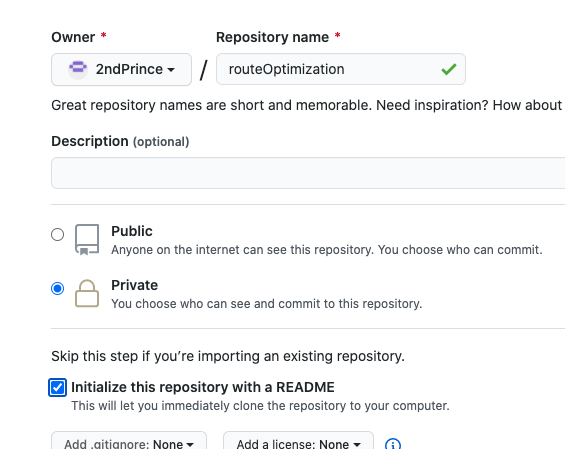 Owner * Repository name *
2ndPrince / routeOptimization
Great repository names are short and memorable. Need inspiration? How about
Description (optional)
Public
Anyone on the internet can see this repository. You choose who can commit.
Private
You choose who can see and commit to this repository.
Skip this step if you’re importing an existing repository.
Initialize this repository with a README
This will let you immediately clone the repository to your computer.
Add .gitignore: None Add a license: None